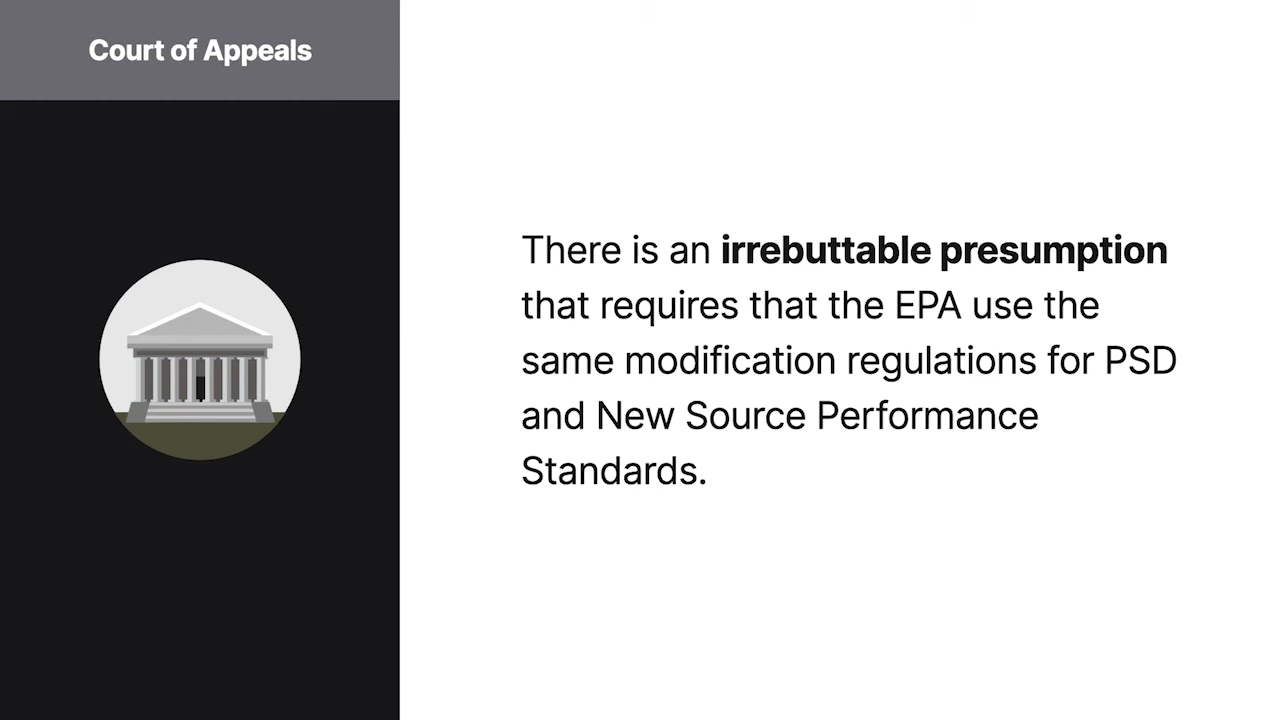 Court of Appeals
There is an irrebuttable presumption
that requires that the EPA use the
same modification regulations for PSD
and New Source Performance
Standards.